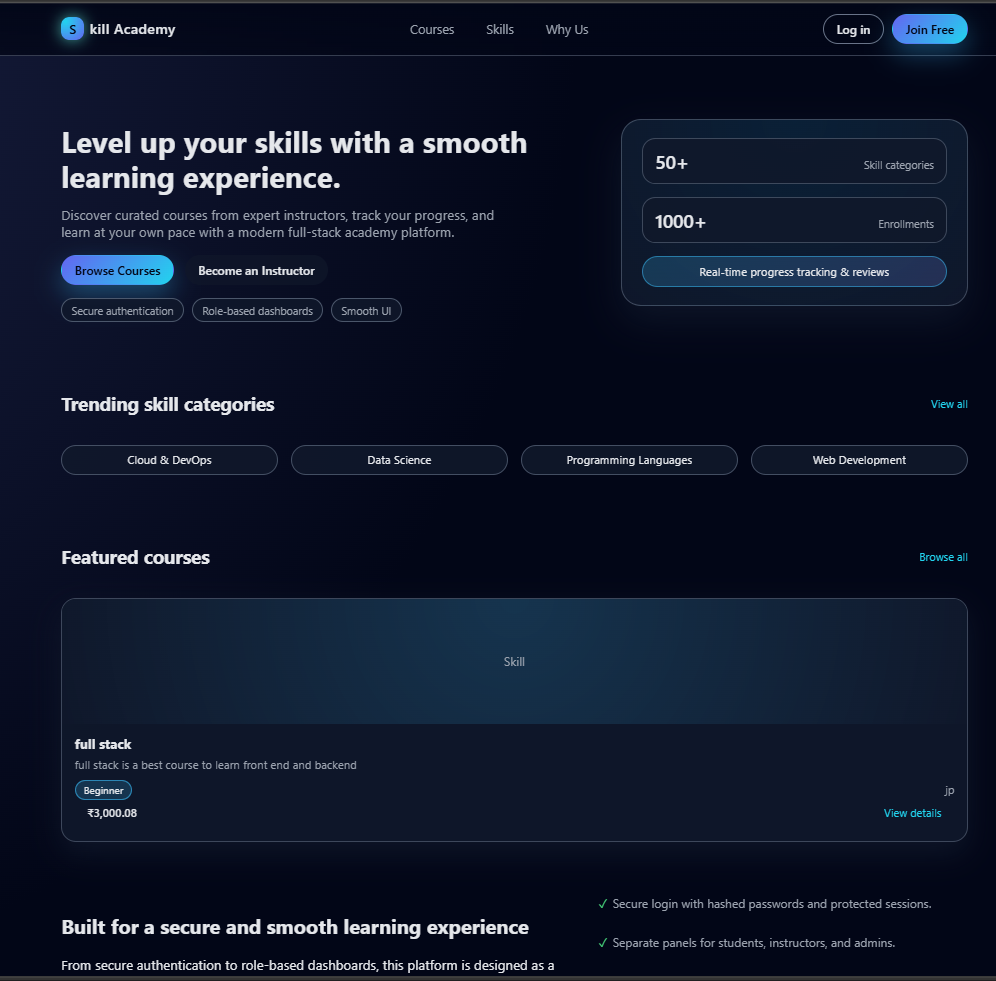 S kill Academy
Courses
Skills
Why Us
Log in
Join Free
Level up your skills with a smooth
learning experience.
Discover curated courses from expert instructors, track your progress, and
learn at your own pace with a modern full-stack academy platform.
Browse Courses
Become an Instructor
Secure authentication
Role-based dashboards
Smooth UI
50+
Skill categories
1000+
Enrollments
Real-time progress tracking & reviews
Trending skill categories
View all
Cloud & DevOps
Data Science
Programming Languages
Web Development
Featured courses
Browse all
Skill
full stack
full stack is a best course to learn front end and backend
Beginner
jp
₹3,000.08
View details
Built for a secure and smooth learning experience
From secure authentication to role-based dashboards, this platform is designed as a
✓ Secure login with hashed passwords and protected sessions.
✓ Separate panels for students, instructors, and admins.